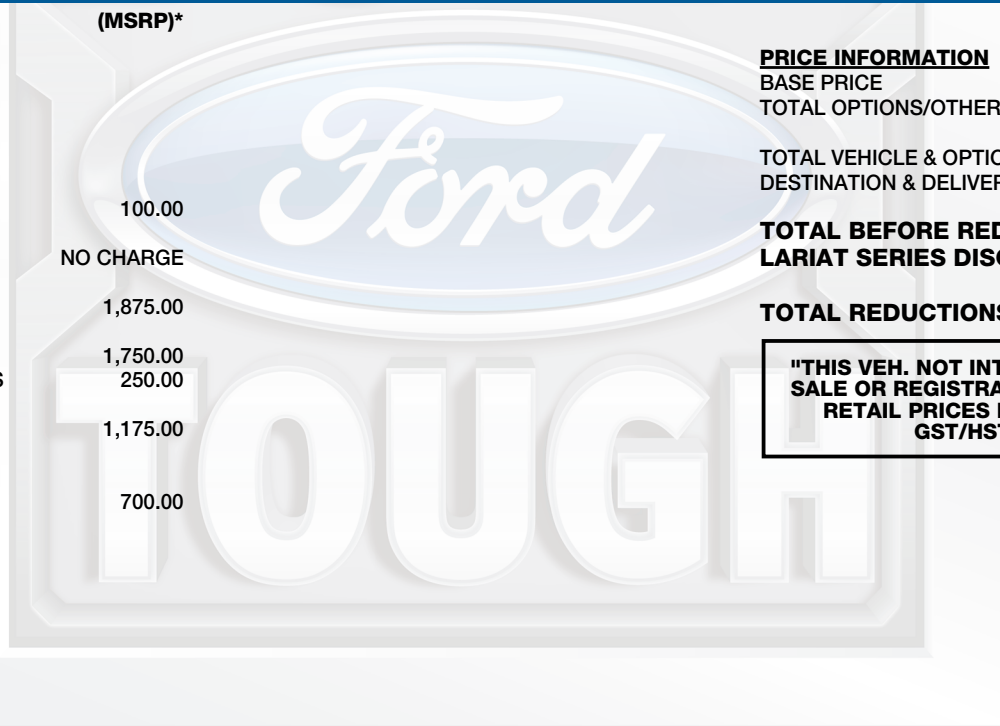 (MSRP)*
100.00
NO CHARGE
1,875.00
1,750.00
S 250.00
1,175.00
700.00
Ford
TOUGH
PRICE INFORMATION
BASE PRICE
TOTAL OPTIONS/OTHER
TOTAL VEHICLE & OPTIO
DESTINATION & DELIVER
TOTAL BEFORE RED
LARIAT SERIES DISC
TOTAL REDUCTIONS
"THIS VEH. NOT INT
SALE OR REGISTRA
RETAIL PRICES
GST/HST